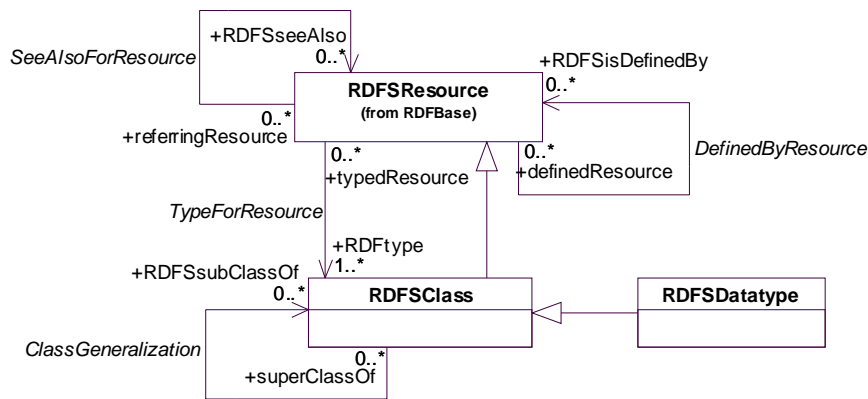 +RDFSseeAlso
SeeAlsoForResource
0..*
+RDFSisDefinedBy
0..*
RDFSResource
(from RDFBase)
0..*
+referringResource
0..*
+typedResource
0..*
+definedResource
DefinedByResource
TypeForResource
+RDFtype
1..*
+RDFSsubClassOf
0..*
RDFSClass
RDFSDatatype
ClassGeneralization
0..*
+superClassOf